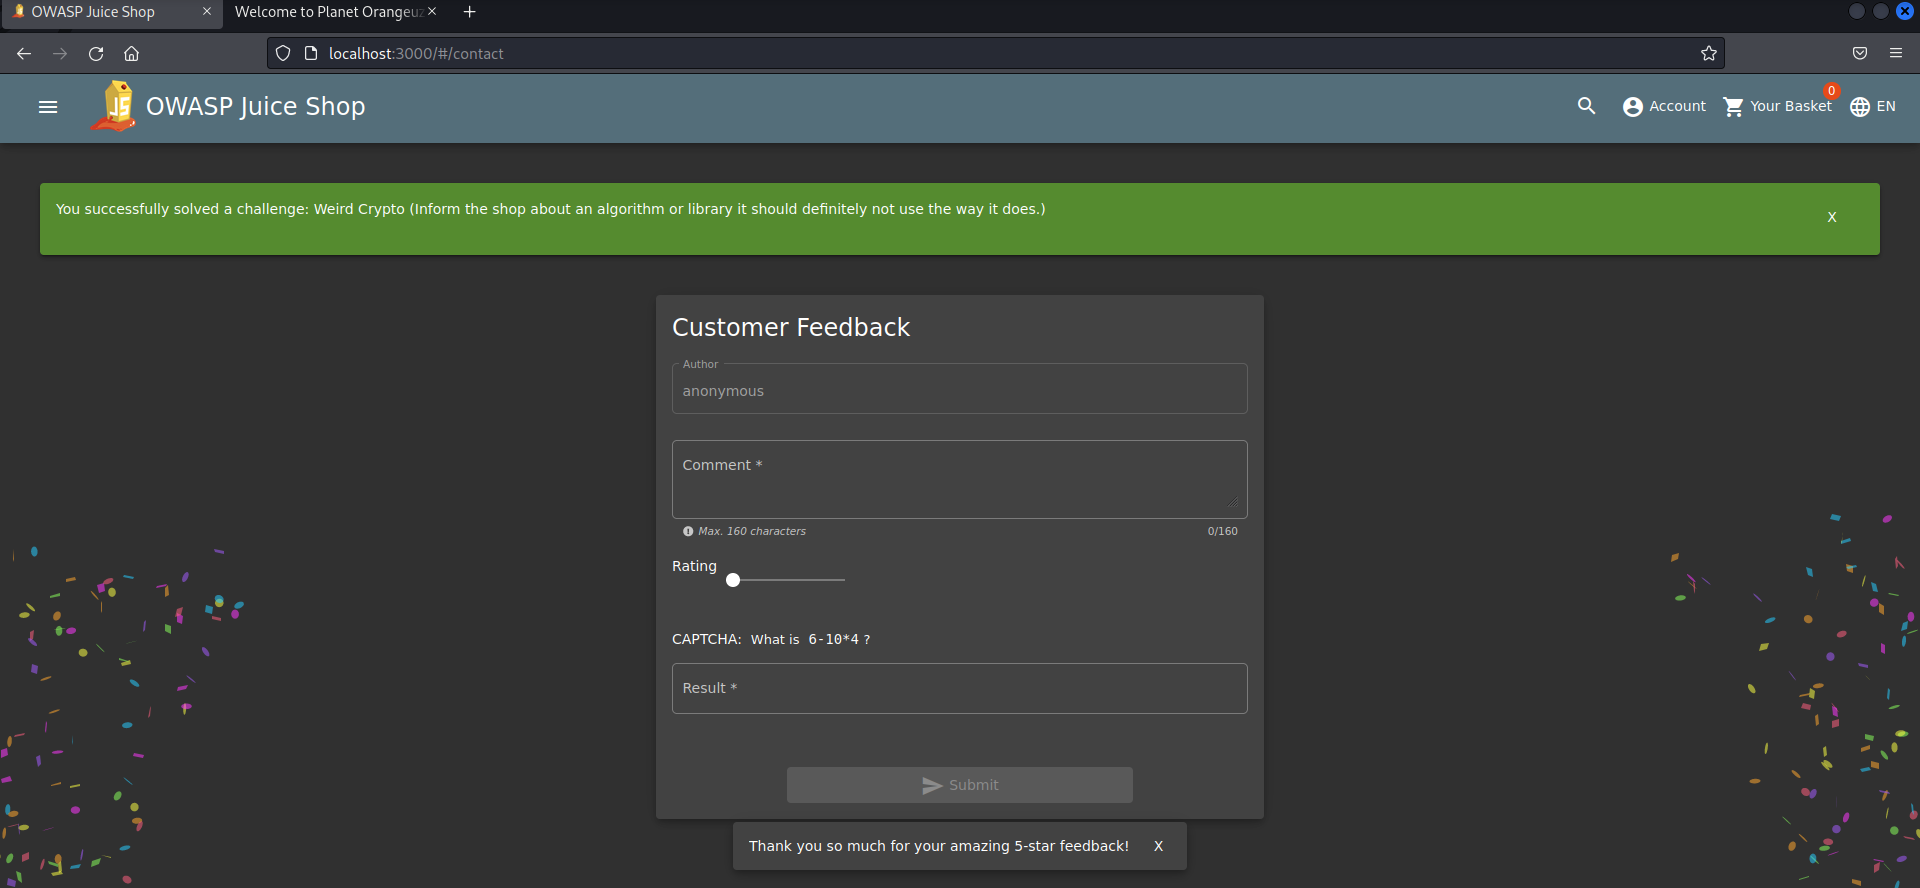 OWASP Juice Shop
Welcome to Planet Orangeuz
localhost:3000/#/contact
JS
OWASP Juice Shop
Account
0
Your Basket
EN
You successfully solved a challenge: Weird Crypto (Inform the shop about an algorithm or library it should definitely not use the way it does.)
X
Customer Feedback
Author
anonymous
Comment *
Max. 160 characters
0/160
Rating
CAPTCHA: What is 6-10*4 ?
Result *
Submit
Thank you so much for your amazing 5-star feedback!
X